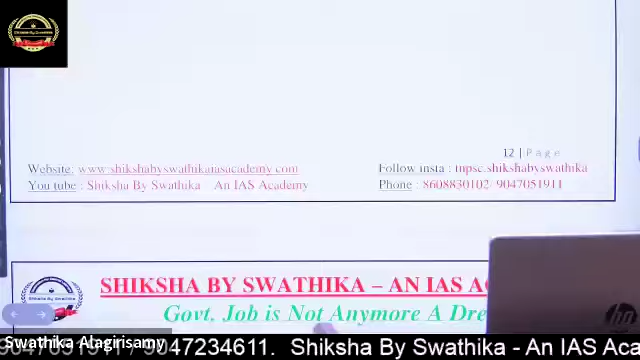 12 | Page
Website: www.shikshabyswathikaiasacademy.com
Follow insta : tnpsc.shikshabyswathika
You tube : Shiksha By Swathika – An IAS Academy
Phone : 8608830102/ 9047051911
SHIKSHA BY SWATHIKA – AN IAS
Govt. Job is Not Anymore A Dre
Swathika Alagirisamy
9047051911 / 9047234611. Shiksha By Swathika - An IAS Aca
hp